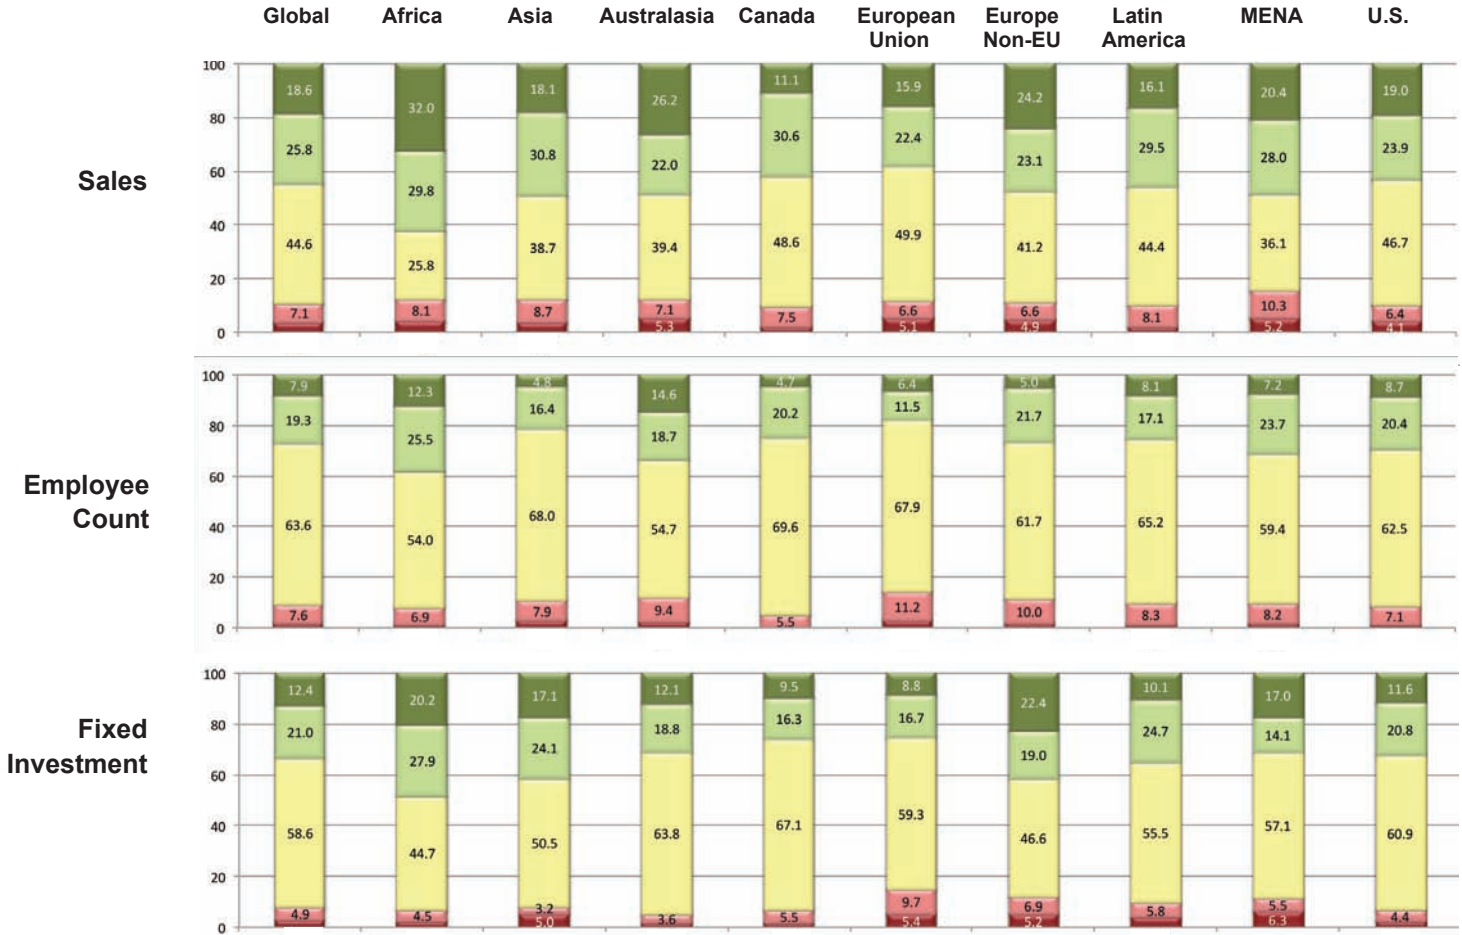 Global Africa Asia Australasia Canada European Europe Latin MENA U.S.
Union Non-EU America
Sales
100
80
60
40
20
0
18.6 32.0 18.1 26.2 11.1 15.9 24.2 16.1 20.4 19.0
25.8 29.8 30.8 22.0 30.6 22.4 23.1 29.5 28.0 23.9
44.6 25.8 38.7 39.4 48.6 49.9 41.2 44.4 36.1 46.7
7.1 8.1 8.7 7.1 7.5 6.6 6.6 8.1 10.3 6.4
5.3 5.1 4.9 5.2 4.1
Employee
Count
100
80
60
40
20
0
7.9 12.3 4.8 14.6 4.7 6.4 5.0 8.1 7.2 8.7
19.3 25.5 16.4 18.7 20.2 11.5 21.7 17.1 23.7 20.4
63.6 54.0 68.0 54.7 69.6 67.9 61.7 65.2 59.4 62.5
7.6 6.9 7.9 9.4 5.5 11.2 10.0 8.3 8.2 7.1
Fixed
Investment
100
80
60
40
20
0
12.4 20.2 17.1 12.1 9.5 8.8 22.4 10.1 17.0 11.6
21.0 27.9 24.1 18.8 16.3 16.7 19.0 24.7 14.1 20.8
58.6 44.7 50.5 63.8 67.1 59.3 46.6 55.5 57.1 60.9
4.9 4.5 3.2 3.6 5.5 9.7 6.9 5.8 5.5 4.4
5.0 5.4 5.2 6.3